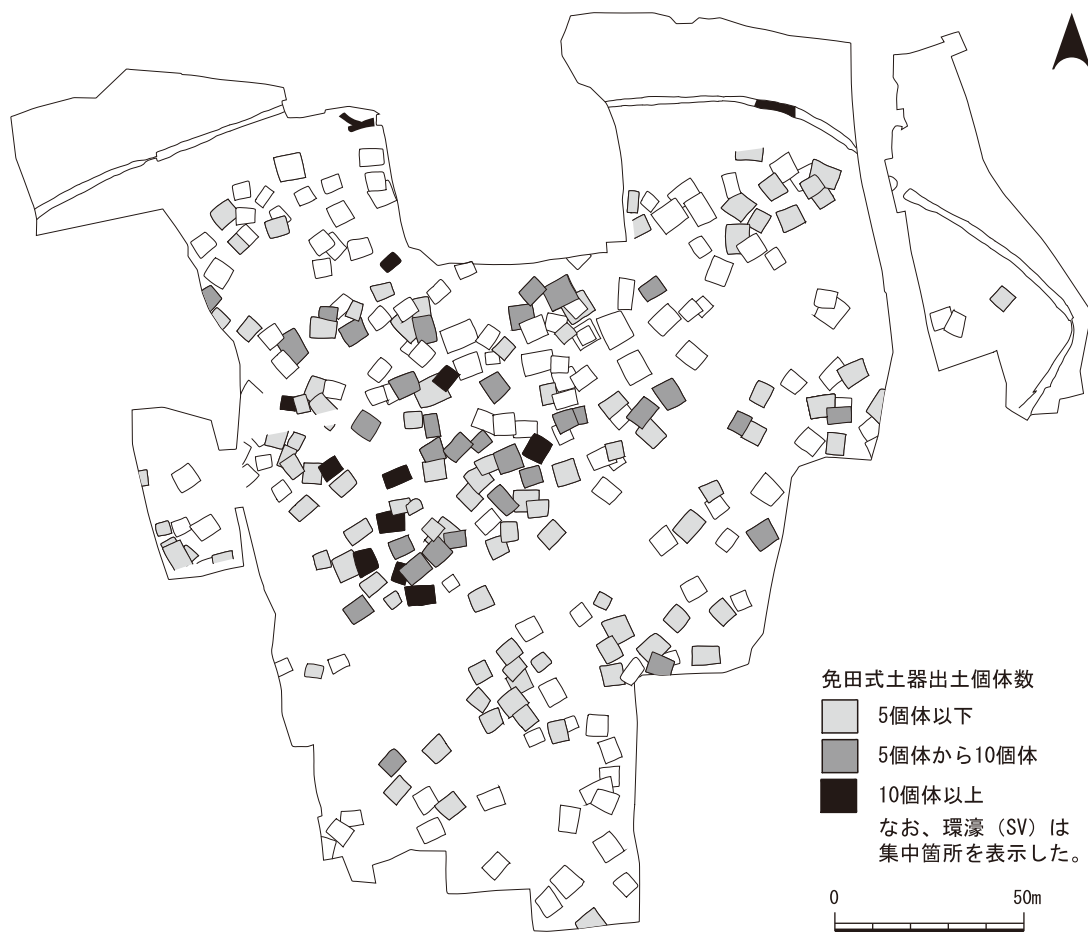 免田式土器出土個体数
5個体以下
5個体から10個体
10個体以上
なお、環濠（SV）は
集中箇所を表示した。
0 50m